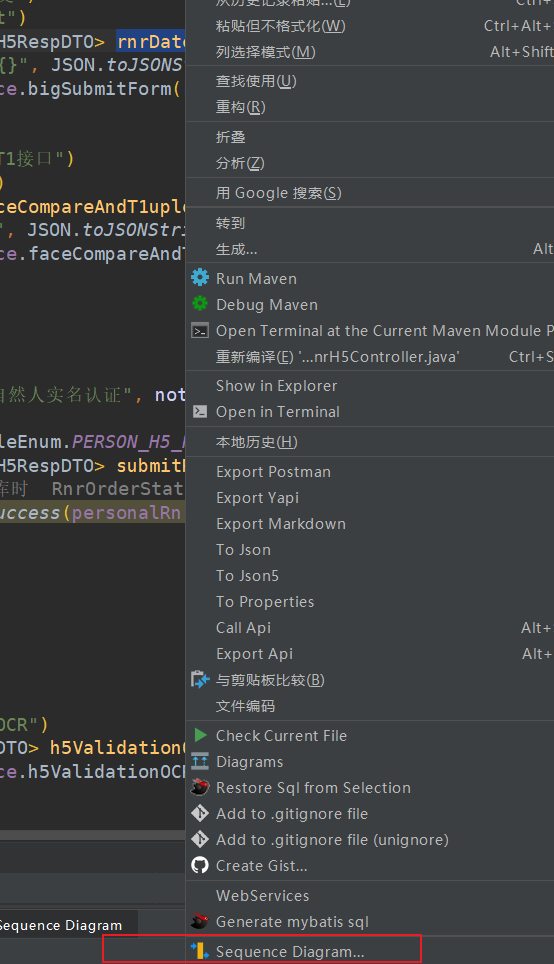 从历史记录粘贴...(E)
t")
粘贴但不格式化(W) Ctrl+Alt+
H5RespDTO> rnrDate
列选择模式(M) Alt+Shift
{}", JSON.toJSONSt
查找使用(U)
ce.bigSubmitForm(
重构(R)
折叠
T1接口")
分析(Z)
)
用 Google 搜索(S)
ceCompareAndT1uplo
转到
", JSON.toJSONStri
生成... Alt
ce.faceCompareAndT
Run Maven
Debug Maven
Open Terminal at the Current Maven Module P
重新编译(E) '...nrH5Controller.java' Ctrl+S
Show in Explorer
自然人实名认证", not
Open in Terminal
本地历史(H)
leEnum.PERSON_H5_
H5RespDTO> submit
Export Postman
库时 RnrOrderStat
Export Yapi
uccess(personalRn
Export Markdown
To Json
To Json5
To Properties
Call Api Alt+
Export Api Alt+
与剪贴板比较(B)
文件编码
OCR")
Check Current File
DTO> h5ValidationO
Diagrams
ce.h5ValidationOCR
Restore Sql from Selection
Add to .gitignore file
Add to .gitignore file (unignore)
Create Gist...
WebServices
Sequence Diagram
Generate mybatis sql
Sequence Diagram...